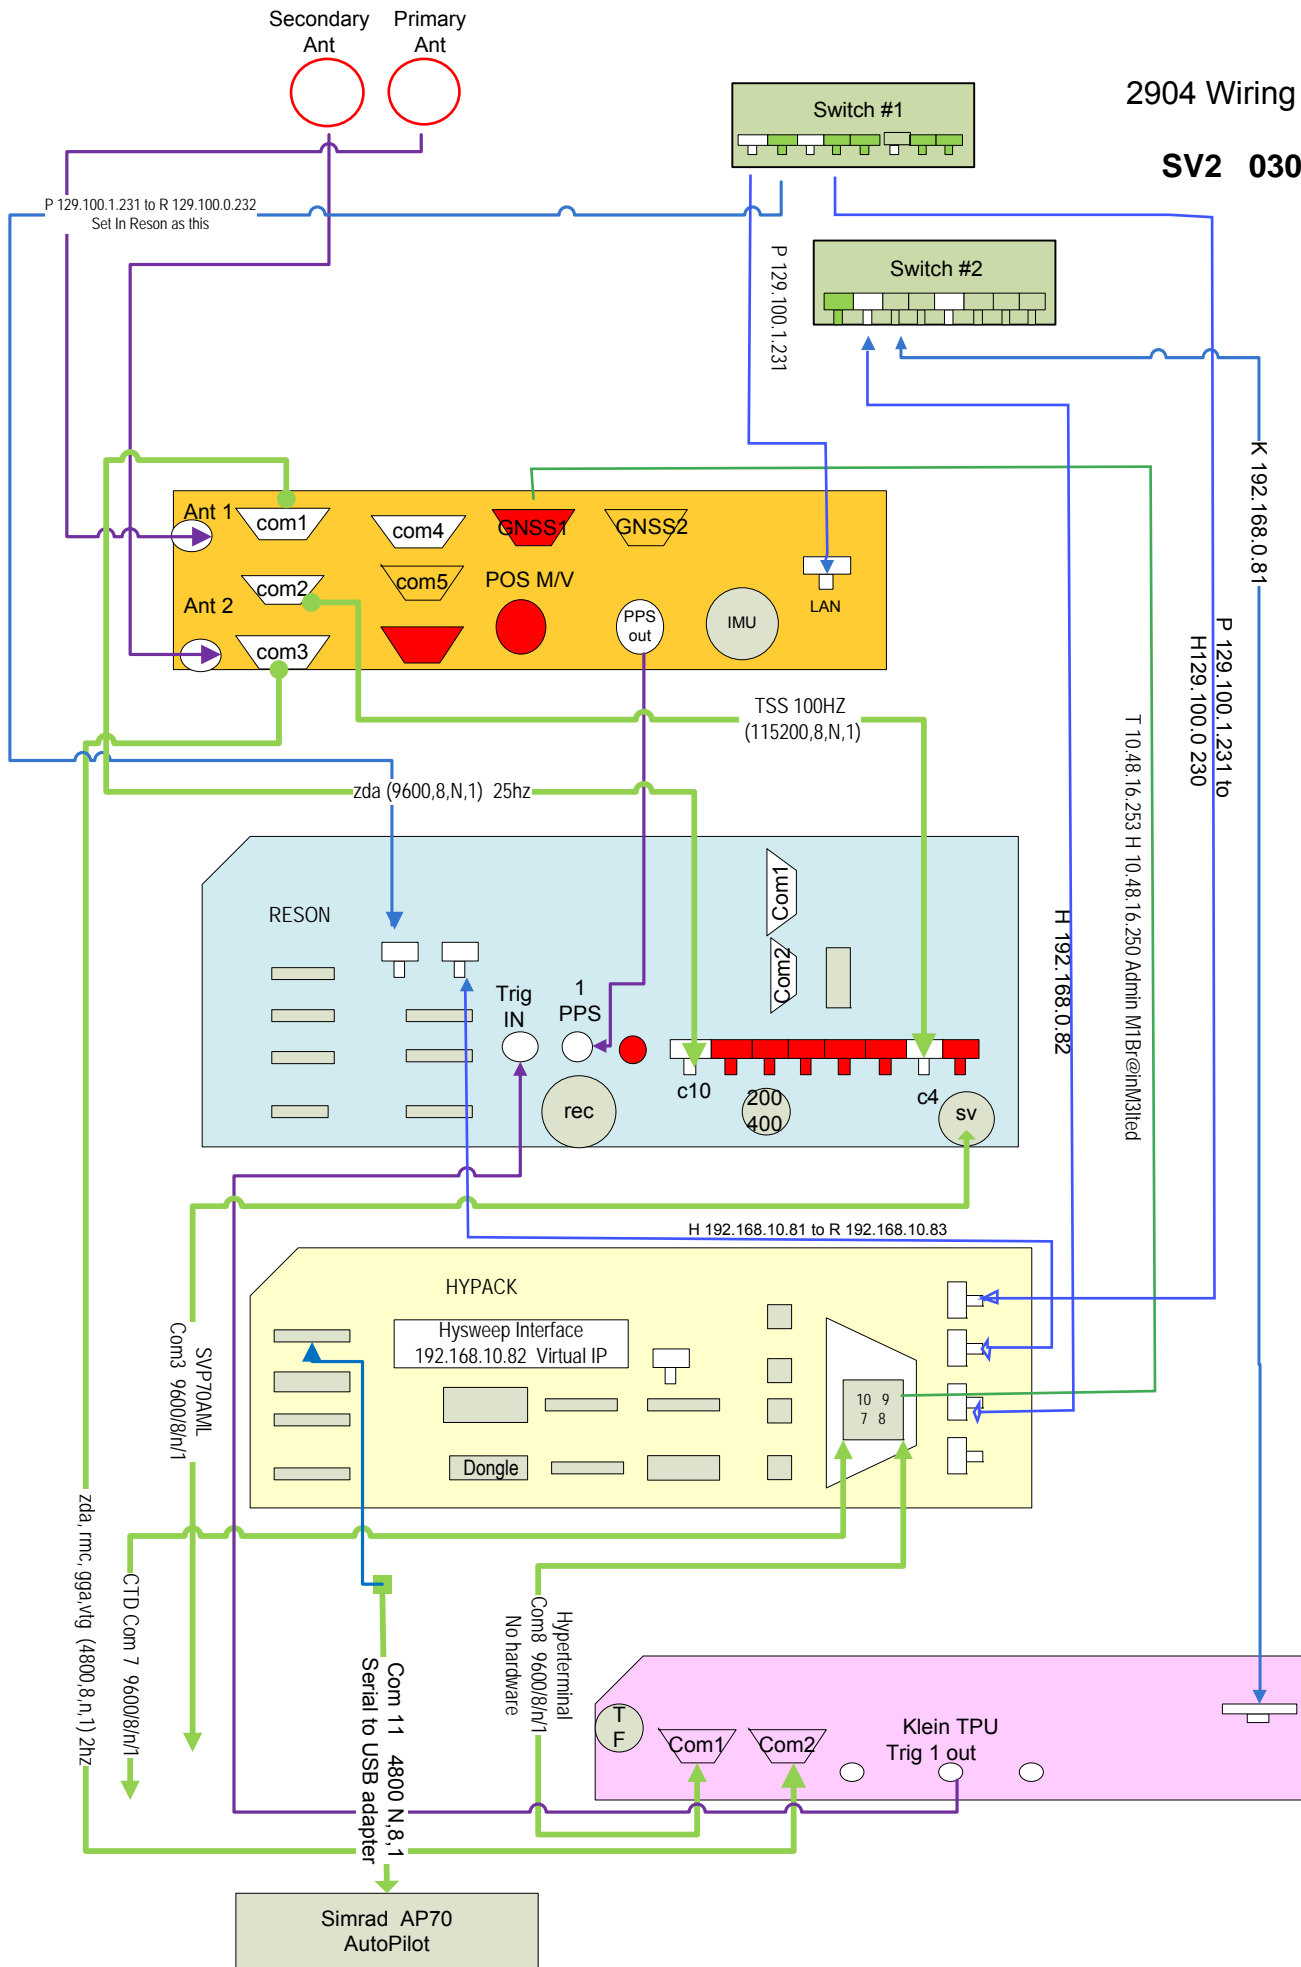 Secondary Ant
Primary Ant
2904 Wiring
SV2 030
Switch #1
P 129.100.1.231 to R 129.100.0.232
Set In Reson as this
P 129.100.1.231
Switch #2
K 192.168.0.81
Ant 1
com1
com4
GNSS1
GNSS2
com2
com5
POS M/V
Ant 2
com3
PPS
out
IMU
LAN
P 129.100.1.231 to
H129.100.0 230
TSS 100HZ
(115200,8,N,1)
T 10.48.16.253 H 10.48.16.250 Admin M1Br@inM3lted
zda (9600,8,N,1) 25hz
H 192.168.0.82
RESON
Com1
Com2
Trig
IN
1
PPS
c10
200
400
c4
rec
sv
H 192.168.10.81 to R 192.168.10.83
HYPACK
Hysweep Interface
192.168.10.82 Virtual IP
10 9
7 8
Dongle
SVP70AML
Com3 9600/8/n/1
zda, rmc, gga,vtg (4800,8,n,1) 2hz
CTD Com 7 9600/8/n/1
Com 11 4800 N,8,1
Serial to USB adapter
Hyperterminal
Com8 9600/8/n/1
No hardware
T
F
Com1
Com2
Klein TPU
Trig 1 out
Simrad AP70
AutoPilot